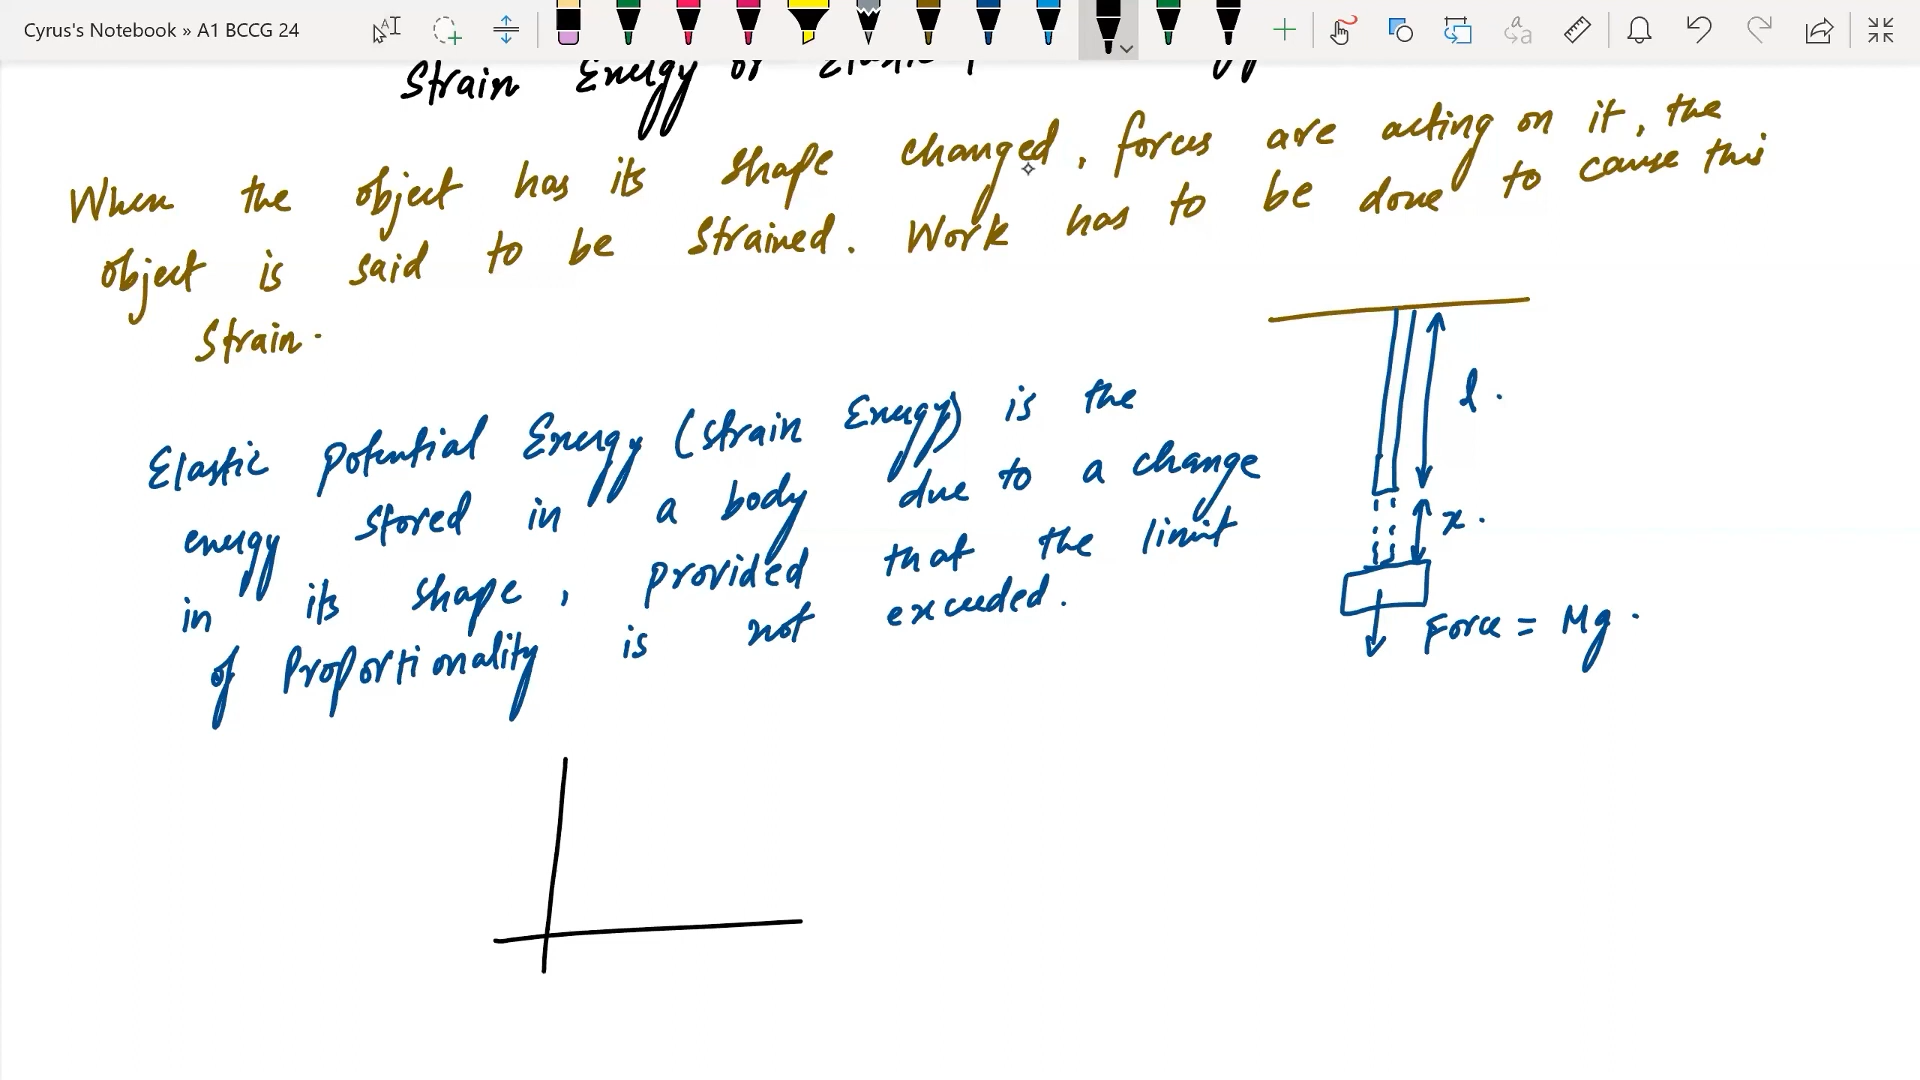 Cyrus's Notebook » A1 BCCG 24
Strain Energy or Elastic
When the object has its shape changed, forces are acting on it, the
object is said to be strained. Work has to be done to cause this
strain.
Elastic potential Energy (strain Energy) is the
energy stored in a body due to a change
in its shape, provided that the limit
of proportionality is not exceeded.
l.
x.
Force = Mg.